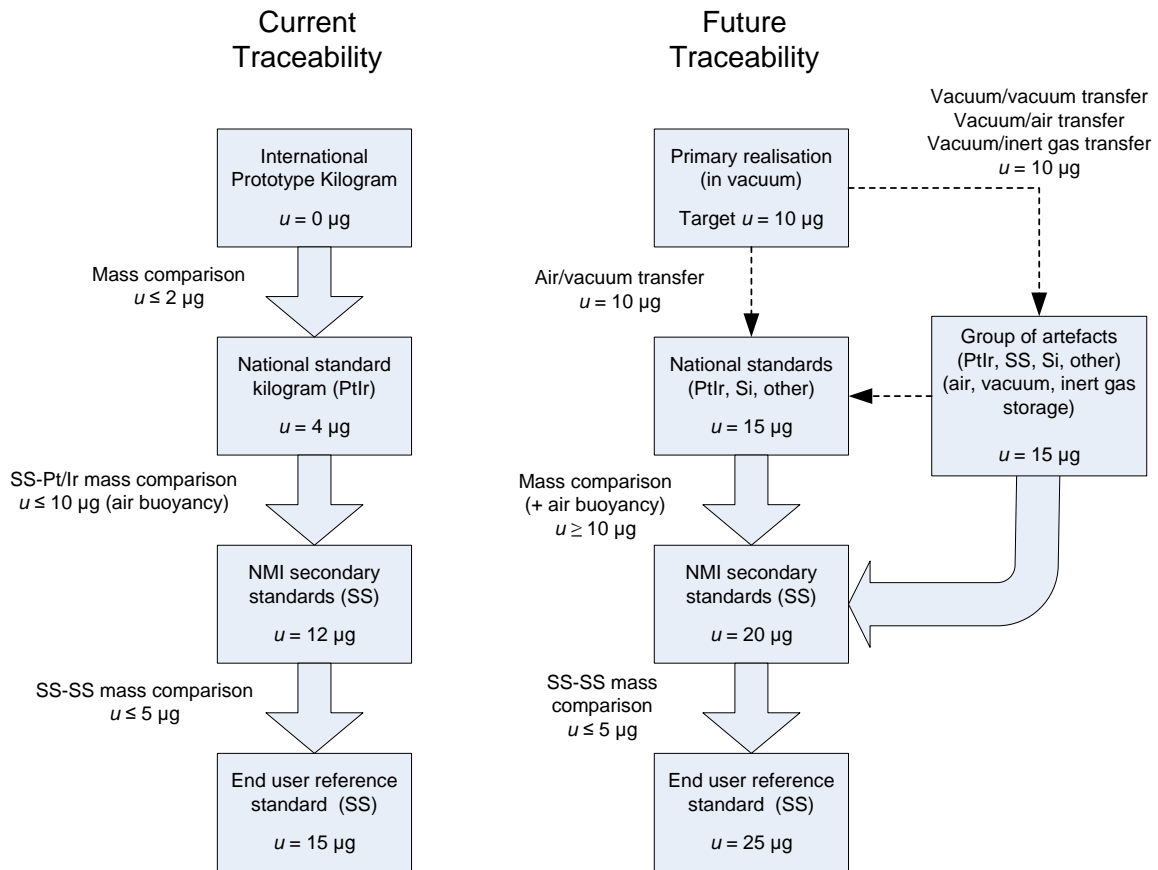 Current
Traceability
International
Prototype Kilogram
u = 0 µg
Mass comparison
u ≤ 2 µg
National standard
kilogram (PtIr)
u = 4 µg
SS-Pt/Ir mass comparison
u ≤ 10 µg (air buoyancy)
NMI secondary
standards (SS)
u = 12 µg
SS-SS mass comparison
u ≤ 5 µg
End user reference
standard (SS)
u = 15 µg
Future
Traceability
Vacuum/vacuum transfer
Vacuum/air transfer
Vacuum/inert gas transfer
u = 10 µg
Primary realisation
(in vacuum)
Target u = 10 µg
Air/vacuum transfer
u = 10 µg
Group of artefacts
(PtIr, SS, Si, other)
(air, vacuum, inert gas
storage)
u = 15 µg
National standards
(PtIr, Si, other)
u = 15 µg
Mass comparison
(+ air buoyancy)
u ≥ 10 µg
NMI secondary
standards (SS)
u = 20 µg
SS-SS mass
comparison
u ≤ 5 µg
End user reference
standard (SS)
u = 25 µg